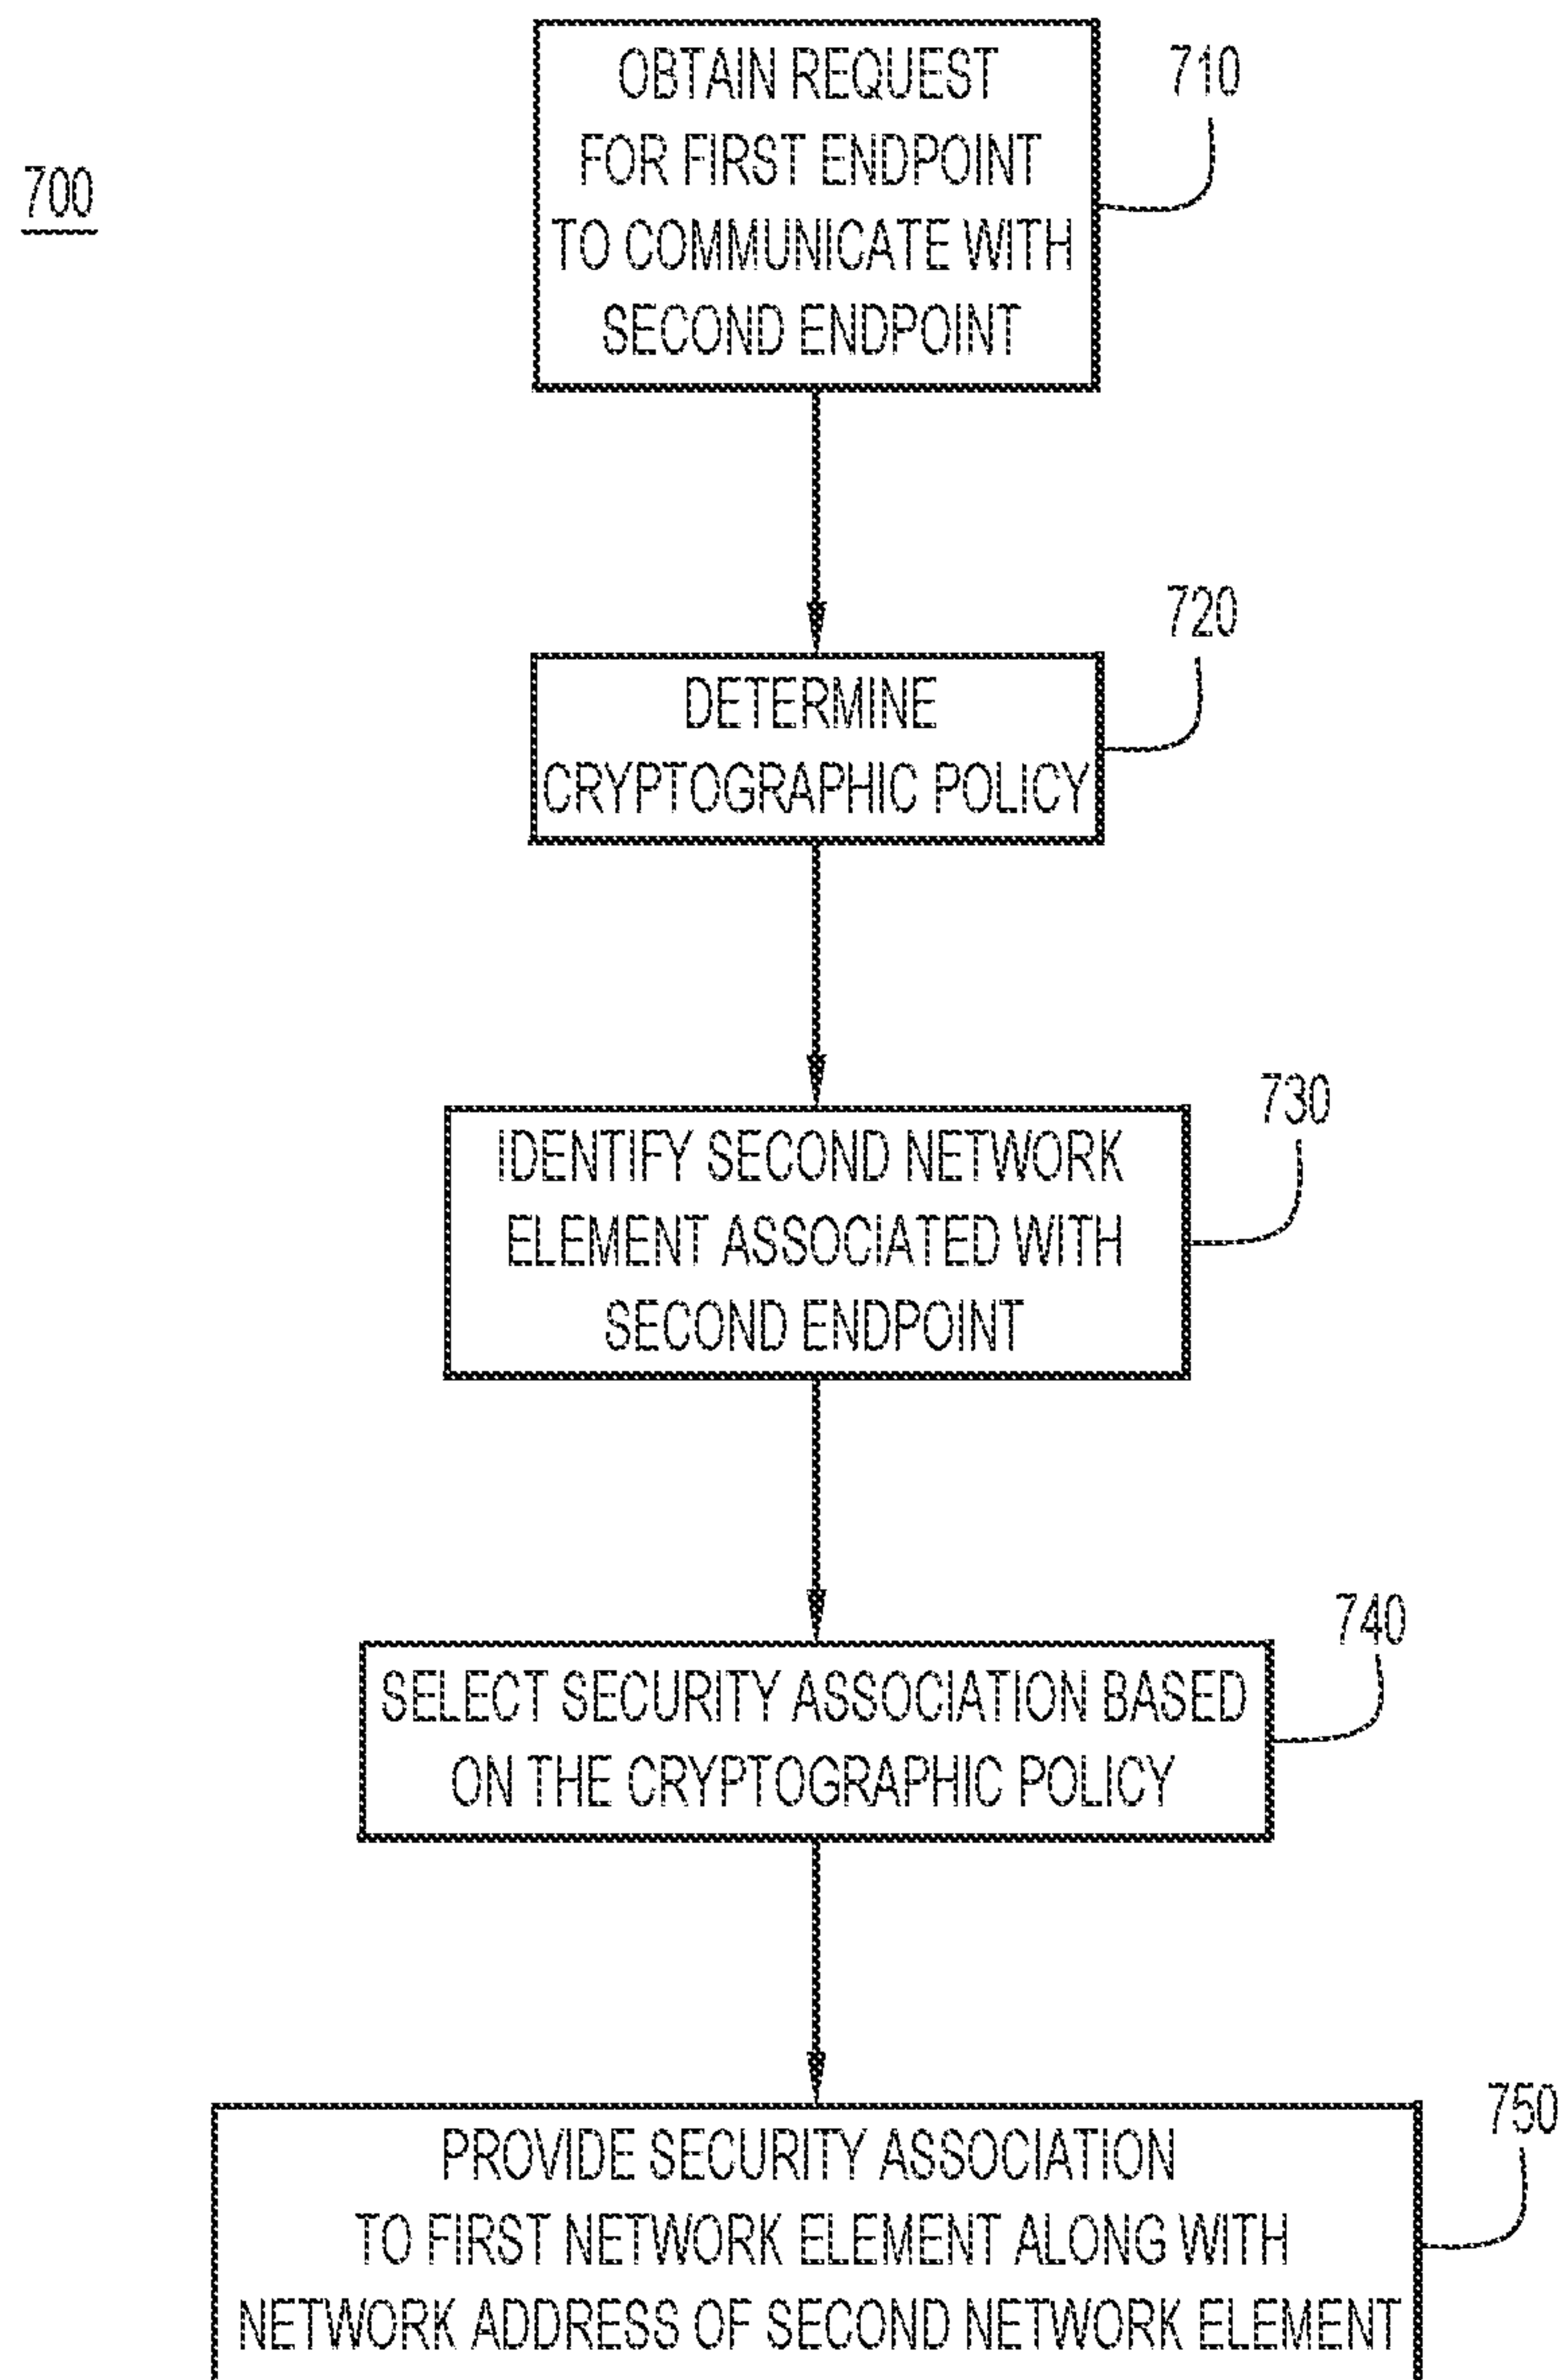 700
OBTAIN REQUEST
FOR FIRST ENDPOINT
TO COMMUNICATE WITH
SECOND ENDPOINT
710
DETERMINE
CRYPTOGRAPHIC POLICY
720
IDENTIFY SECOND NETWORK
ELEMENT ASSOCIATED WITH
SECOND ENDPOINT
730
SELECT SECURITY ASSOCIATION BASED
ON THE CRYPTOGRAPHIC POLICY
740
PROVIDE SECURITY ASSOCIATION
TO FIRST NETWORK ELEMENT ALONG WITH
NETWORK ADDRESS OF SECOND NETWORK ELEMENT
750